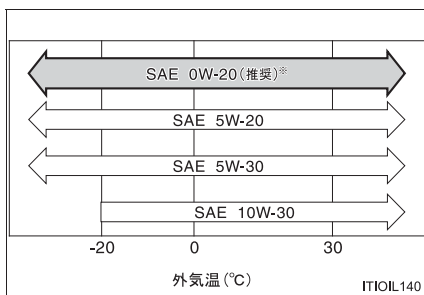 SAE 0W-20(推奨)※
SAE 5W-20
SAE 5W-30
SAE 10W-30
-20 0 30
外気温(℃)
ITIOIL140